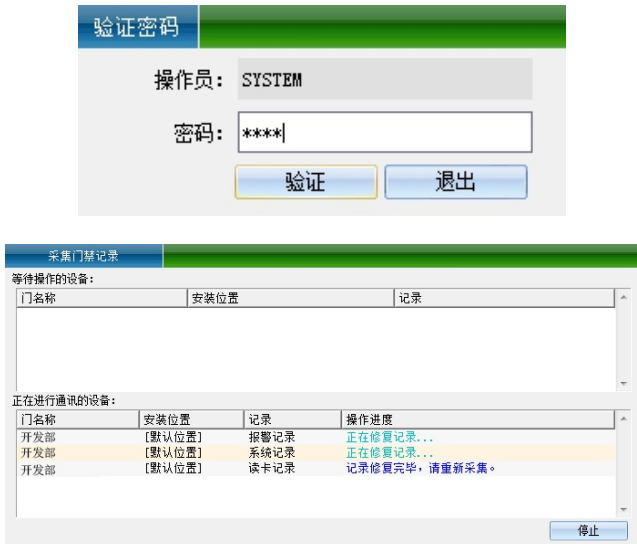 验证密码
操作员: SYSTEM
密码: ****
验证 退出
采集门禁记录
等待操作的设备:
门名称 安装位置 记录
正在进行通讯的设备:
门名称 安装位置 记录 操作进度
开发部 [默认位置] 报警记录 正在修复记录...
开发部 [默认位置] 系统记录 正在修复记录...
开发部 [默认位置] 读卡记录 记录修复完毕，请重新采集。
停止